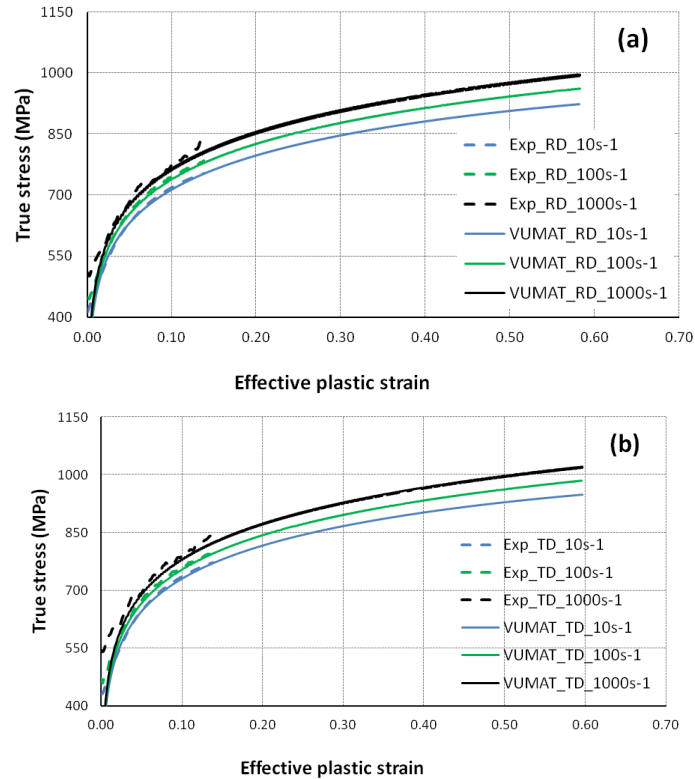 (a)
True stress (MPa)
1150
1000
850
700
550
400
0.00 0.10 0.20 0.30 0.40 0.50 0.60 0.70
Effective plastic strain
Exp_RD_10s-1
Exp_RD_100s-1
Exp_RD_1000s-1
VUMAT_RD_10s-1
VUMAT_RD_100s-1
VUMAT_RD_1000s-1
(b)
True stress (MPa)
1150
1000
850
700
550
400
0.00 0.10 0.20 0.30 0.40 0.50 0.60 0.70
Effective plastic strain
Exp_TD_10s-1
Exp_TD_100s-1
Exp_TD_1000s-1
VUMAT_TD_10s-1
VUMAT_TD_100s-1
VUMAT_TD_1000s-1